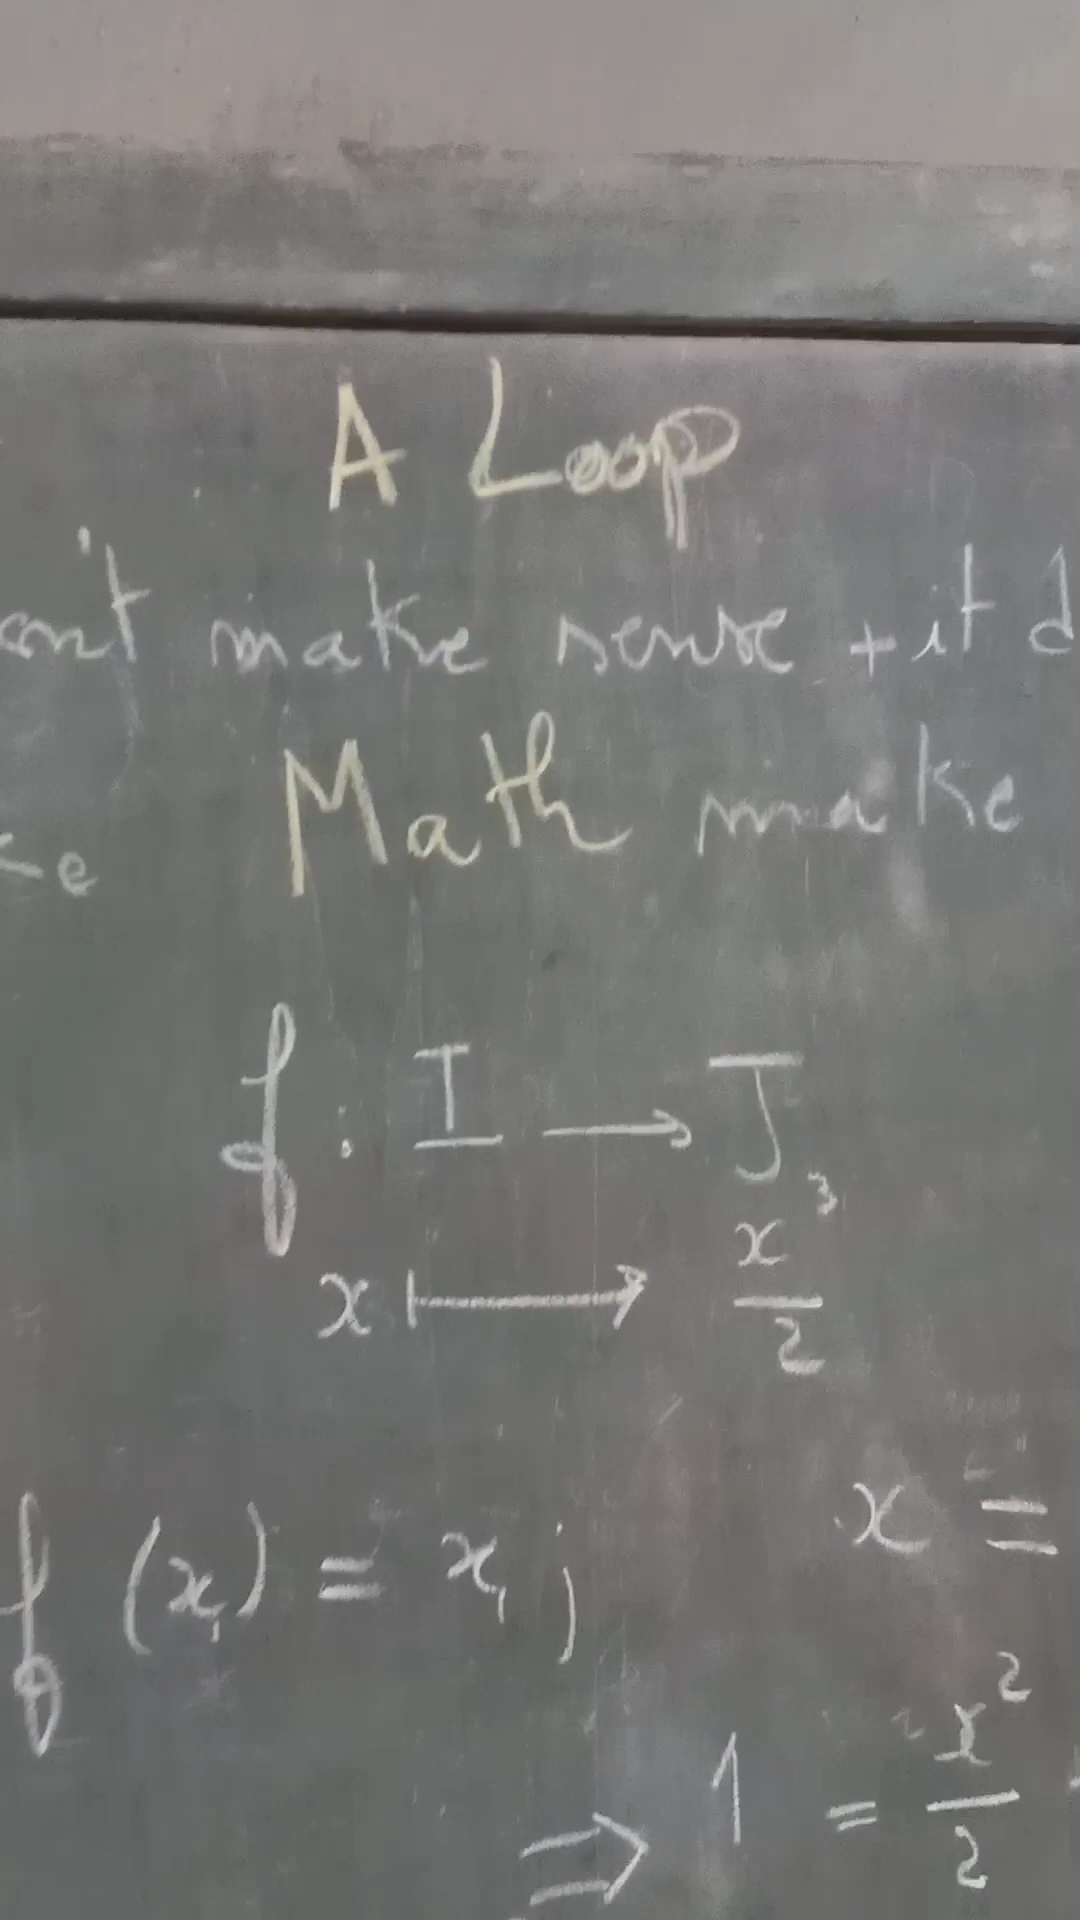 A Loop
make sense + it
Math make
f : I → J
x ↦ x³/2
f (x₁) = x₁ ; x =
⇒ 1 = x²/2